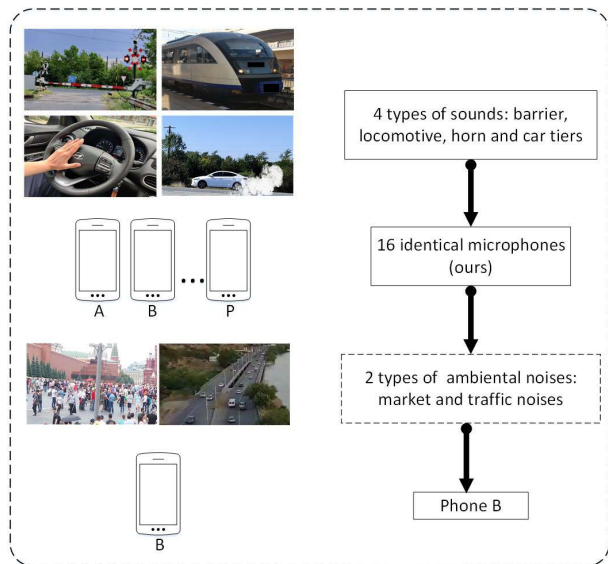 4 types of sounds: barrier,
locomotive, horn and car tiers
A B P
16 identical microphones
(ours)
2 types of ambiental noises:
market and traffic noises
B
Phone B